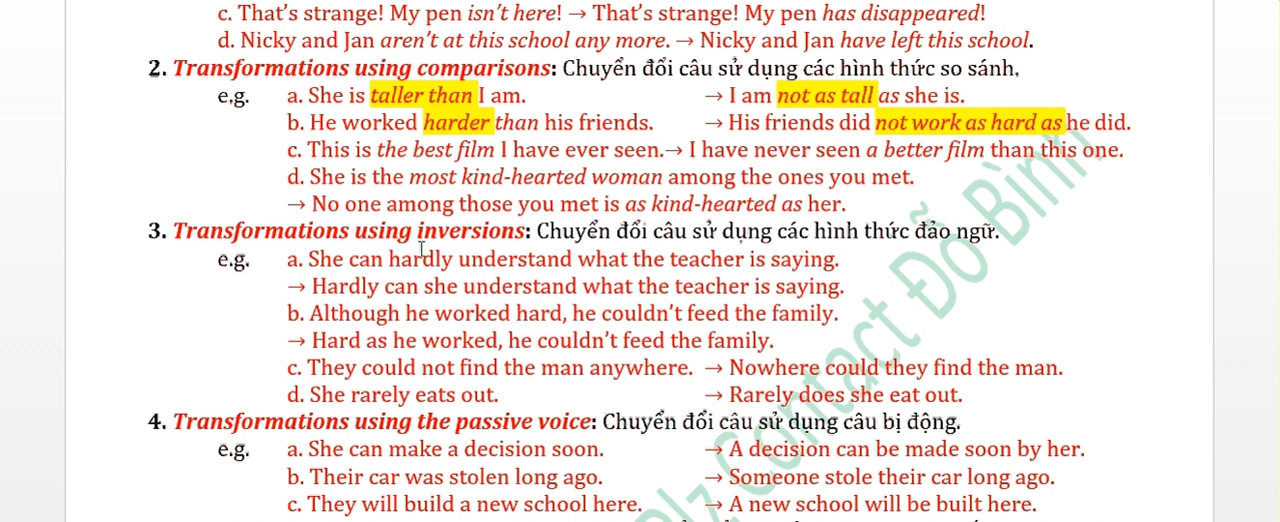 c. That’s strange! My pen isn’t here! → That’s strange! My pen has disappeared!
d. Nicky and Jan aren’t at this school any more. → Nicky and Jan have left this school.
2. Transformations using comparisons: Chuyển đổi câu sử dụng các hình thức so sánh.
e.g. a. She is taller than I am. → I am not as tall as she is.
b. He worked harder than his friends. → His friends did not work as hard as he did.
c. This is the best film I have ever seen.→ I have never seen a better film than this one.
d. She is the most kind-hearted woman among the ones you met.
→ No one among those you met is as kind-hearted as her.
3. Transformations using inversions: Chuyển đổi câu sử dụng các hình thức đảo ngữ.
e.g. a. She can hardly understand what the teacher is saying.
→ Hardly can she understand what the teacher is saying.
b. Although he worked hard, he couldn’t feed the family.
→ Hard as he worked, he couldn’t feed the family.
c. They could not find the man anywhere. → Nowhere could they find the man.
d. She rarely eats out. → Rarely does she eat out.
4. Transformations using the passive voice: Chuyển đổi câu sử dụng câu bị động.
e.g. a. She can make a decision soon. → A decision can be made soon by her.
b. Their car was stolen long ago. → Someone stole their car long ago.
c. They will build a new school here. → A new school will be built here.
Plz Contact Đỗ Bình